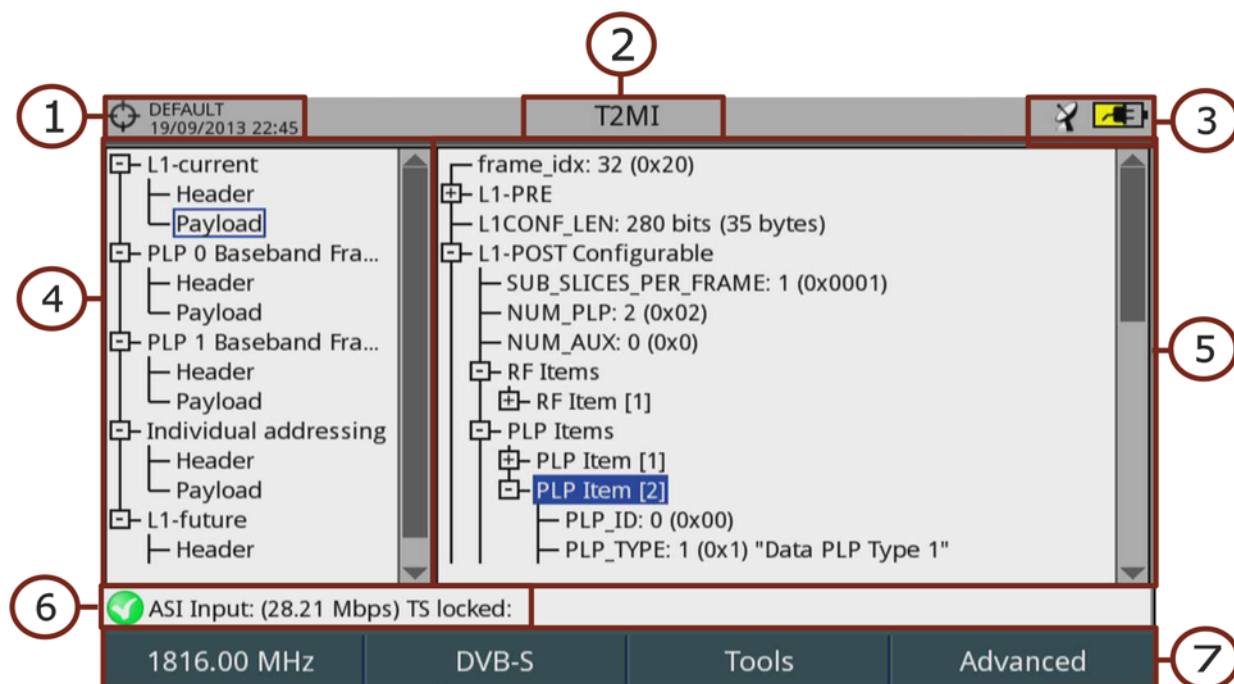 2
1
DEFAULT
19/09/2013 22:45
T2MI
3
L1-current
Header
Payload
PLP 0 Baseband Fra...
Header
Payload
PLP 1 Baseband Fra...
Header
Payload
Individual addressing
Header
Payload
L1-future
Header
4
frame_idx: 32 (0x20)
L1-PRE
L1CONF_LEN: 280 bits (35 bytes)
L1-POST Configurable
SUB_SLICES_PER_FRAME: 1 (0x0001)
NUM_PLP: 2 (0x02)
NUM_AUX: 0 (0x0)
RF Items
RF Item [1]
PLP Items
PLP Item [1]
PLP Item [2]
PLP_ID: 0 (0x00)
PLP_TYPE: 1 (0x1) "Data PLP Type 1"
5
6
ASI Input: (28.21 Mbps) TS locked:
1816.00 MHz
DVB-S
Tools
Advanced
7